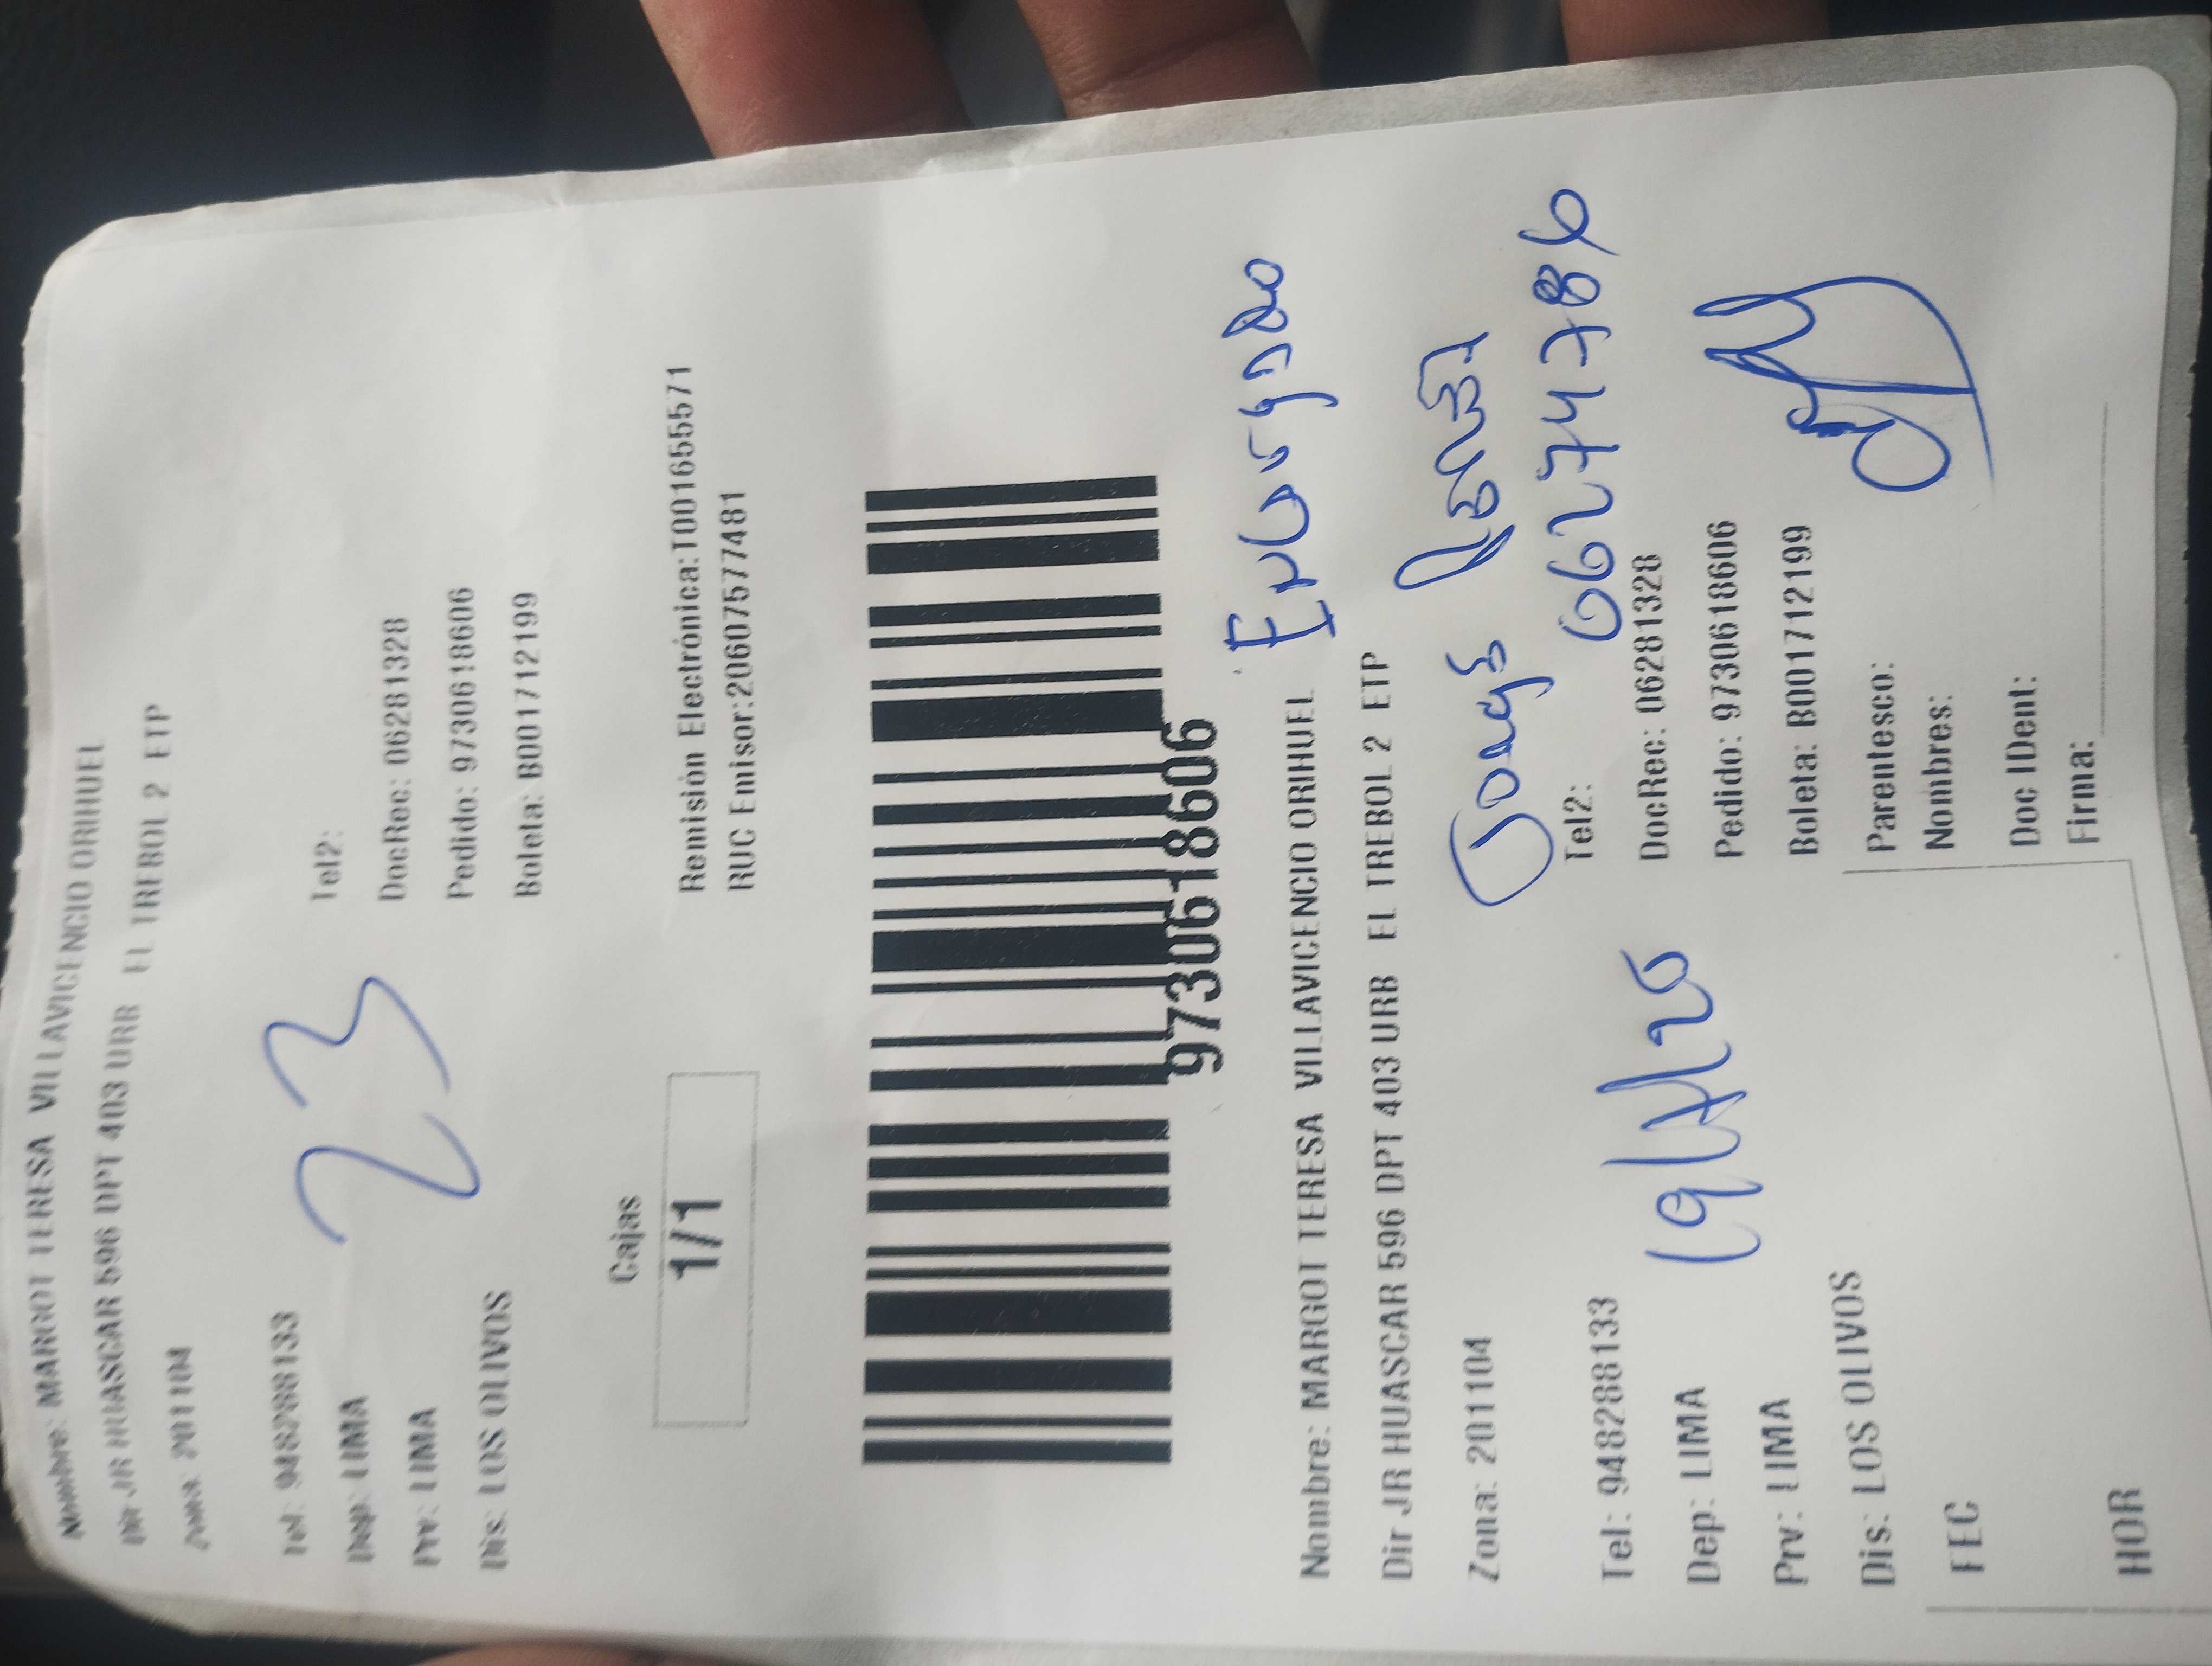 Nombre: MARGOT TERESA VILLAVICENCIO ORIHUEL
Dir JR HUASCAR 596 DPT 403 URB EL TREBOL 2 ETP
Zona: 201104
Tel: 948288133
Tel2:
Dep: LIMA
DocRec: 06281328
Prv: LIMA
Pedido: 9730618606
Dis: LOS OLIVOS
Boleta: B001712199
23
Cajas
1/1
Remisión Electrónica:T001655571
RUC Emisor:20607577481
9730618606
Nombre: MARGOT TERESA VILLAVICENCIO ORIHUEL
Dir JR HUASCAR 596 DPT 403 URB EL TREBOL 2 ETP
Zona: 201104
Tel: 948288133
Tel2:
06274786
Dep: LIMA
DocRec: 06281328
Prv: LIMA
Pedido: 9730618606
Dis: LOS OLIVOS
Boleta: B001712199
FEC
Parentesco:
Nombres:
HOR
Doc IDent:
Firma: